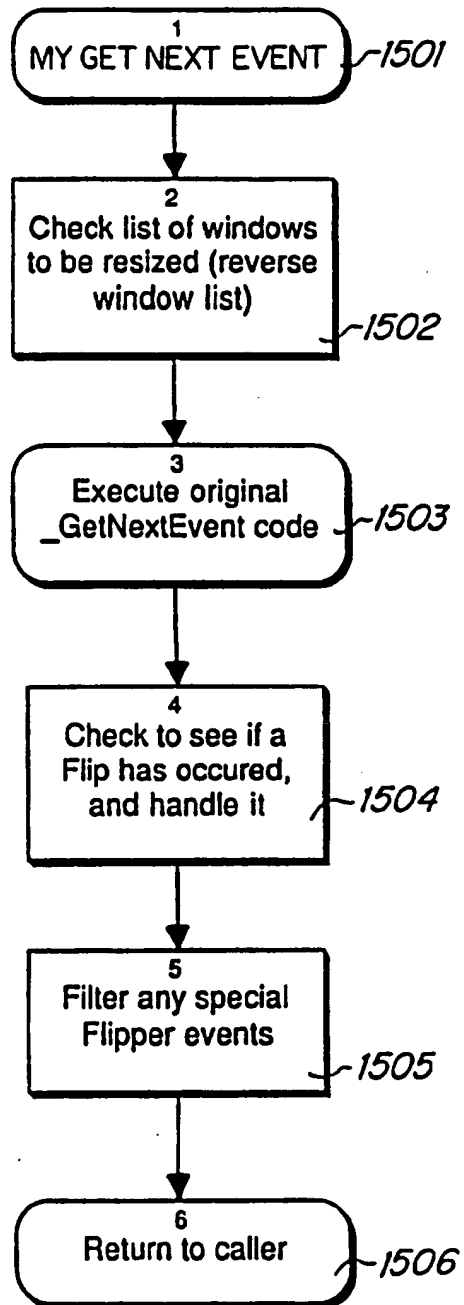 1
MY GET NEXT EVENT
1501
2
Check list of windows
to be resized (reverse
window list)
1502
3
Execute original
_GetNextEvent code
1503
4
Check to see if a
Flip has occured,
and handle it
1504
5
Filter any special
Flipper events
1505
6
Return to caller
1506